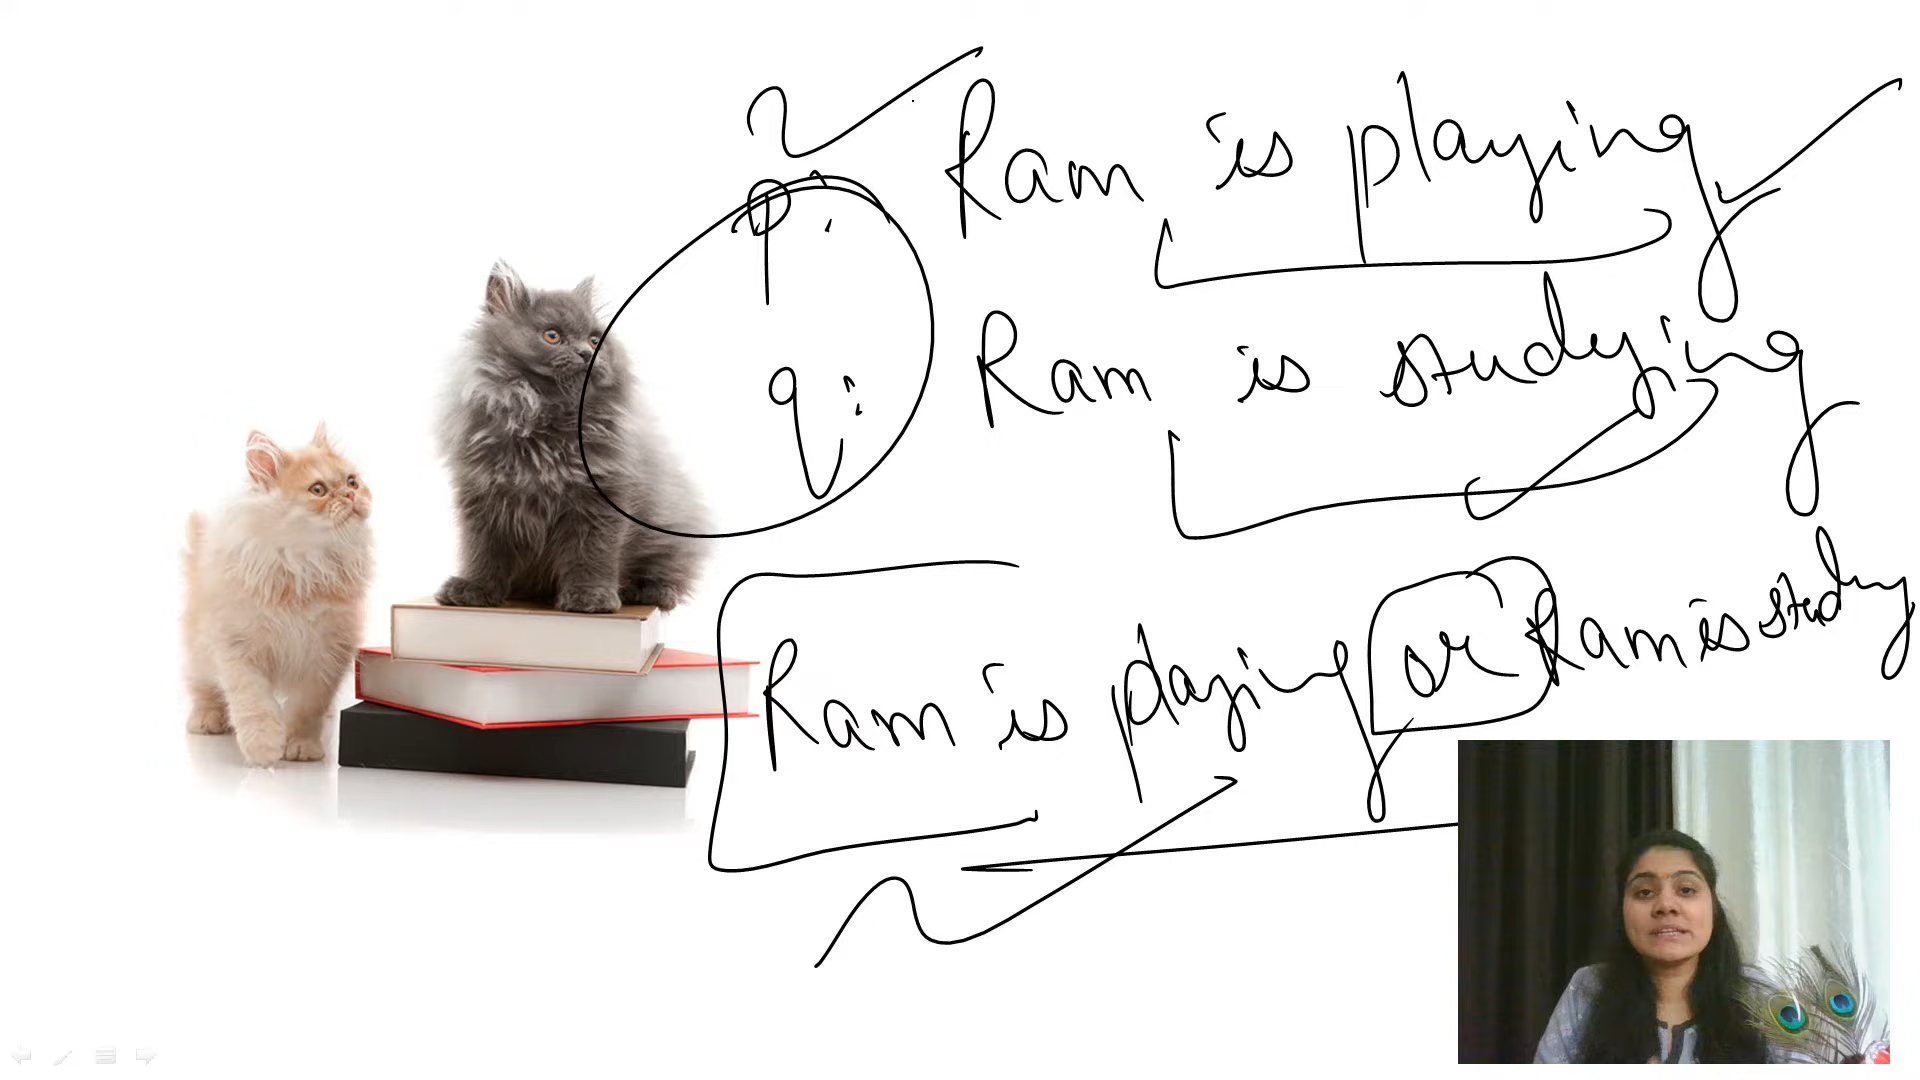 p: Ram is playing
q: Ram is studying
Ram is playing or Ram is study